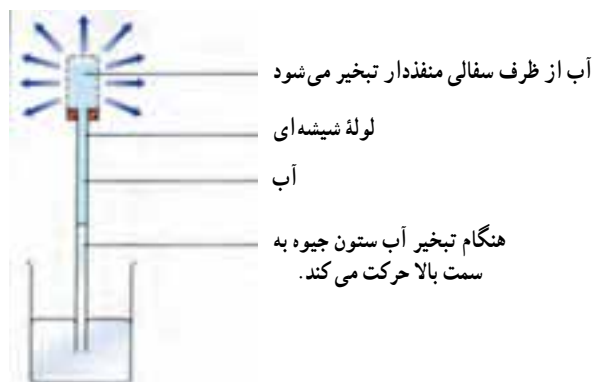 آب از ظرف سفالی منفذدار تبخیر می‌شود
لولهٔ شیشه‌ای
آب
هنگام تبخیر آب ستون جیوه به
سمت بالا حرکت می‌کند.